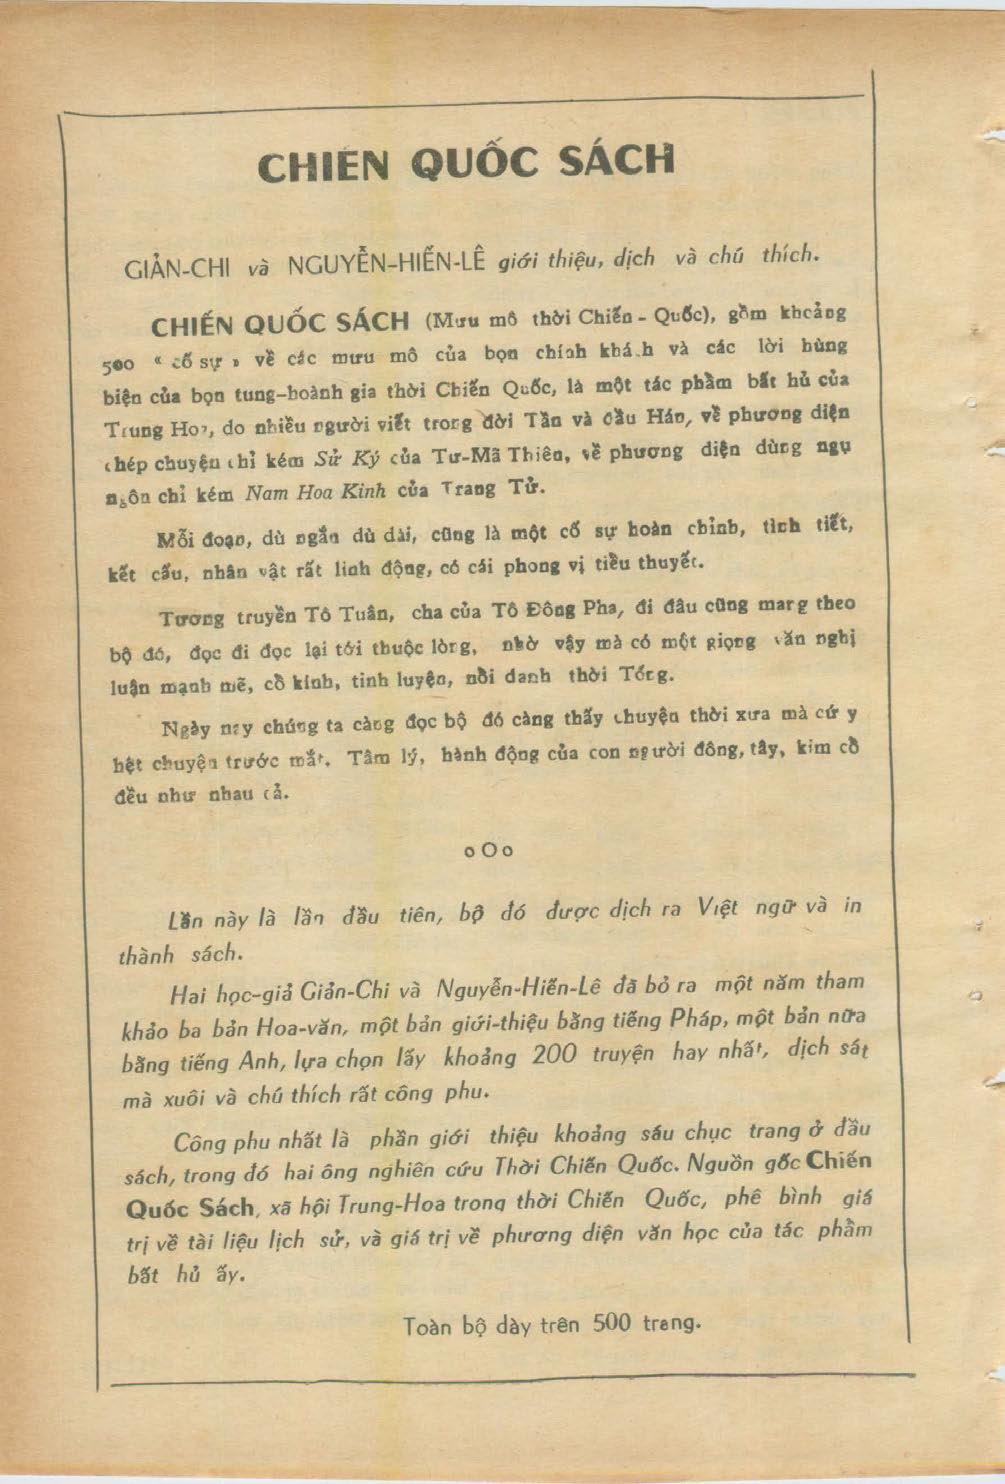 CHIẾN QUỐC SÁCH
GIẢN-CHI và NGUYỄN-HIẾN-LÊ giới thiệu, dịch và chú thích.
CHIẾN QUỐC SÁCH (Mưu mô thời Chiến - Quốc), gồm khoảng
500 « cố sự » về các mưu mô của bọn chính khách và các lời hùng
biện của bọn tung-hoành gia thời Chiến Quốc, là một tác phầm bất hủ của
Trung Hoa, do nhiều người viết trong đời Tần và đầu Hán, về phương diện
chép chuyện chỉ kém Sử Ký của Tư-Mã Thiên, về phương diện dùng ngụ
ngôn chỉ kém Nam Hoa Kinh của Trang Tử.
Mỗi đoạn, dù ngắn dù dài, cũng là một cố sự hoàn chỉnh, tình tiết,
kết cấu, nhân vật rất linh động, có cái phong vị tiều thuyết.
Tương truyền Tô Tuân, cha của Tô Đông Pha, đi đâu cũng mang theo
bộ đó, đọc đi đọc lại tới thuộc lòng, nhờ vậy mà có một giọng văn nghị
luận mạnh mẽ, cồ kính, tinh luyện, nồi danh thời Tống.
Ngày nay chúng ta càng đọc bộ đó càng thấy chuyện thời xưa mà cứ y
hệt chuyện trước mắt. Tâm lý, hành động của con người đông, tây, kim cồ
đều như nhau cả.
oOo
Lần này là lần đầu tiên, bộ đó được dịch ra Việt ngữ và in
thành sách.
Hai học-giả Giản-Chi và Nguyễn-Hiến-Lê đã bỏ ra một năm tham
khảo ba bản Hoa-văn, một bản giới-thiệu bằng tiếng Pháp, một bản nữa
bằng tiếng Anh, lựa chọn lấy khoảng 200 truyện hay nhất, dịch sát
mà xuôi và chú thích rất công phu.
Công phu nhất là phần giới thiệu khoảng sáu chục trang ở đầu
sách, trong đó hai ông nghiên cứu Thời Chiến Quốc. Nguồn gốc Chiến
Quốc Sách, xã hội Trung-Hoa trong thời Chiến Quốc, phê bình giá
trị về tài liệu lịch sử, và giá trị về phương diện văn học của tác phầm
bất hủ ấy.
Toàn bộ dày trên 500 trang.